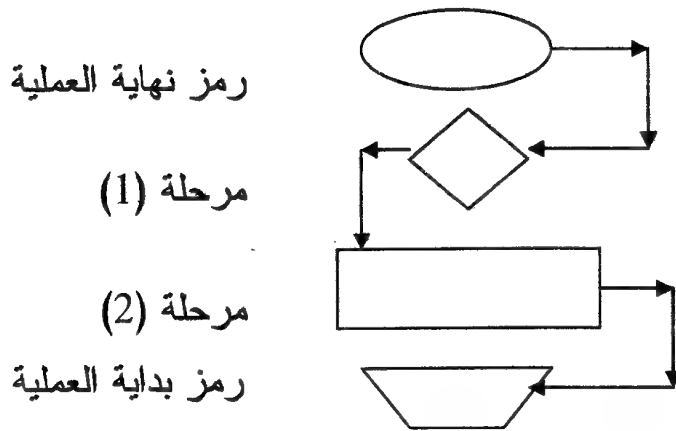 رمز نهاية العملية
مرحلة (1)
مرحلة (2)
رمز بداية العملية